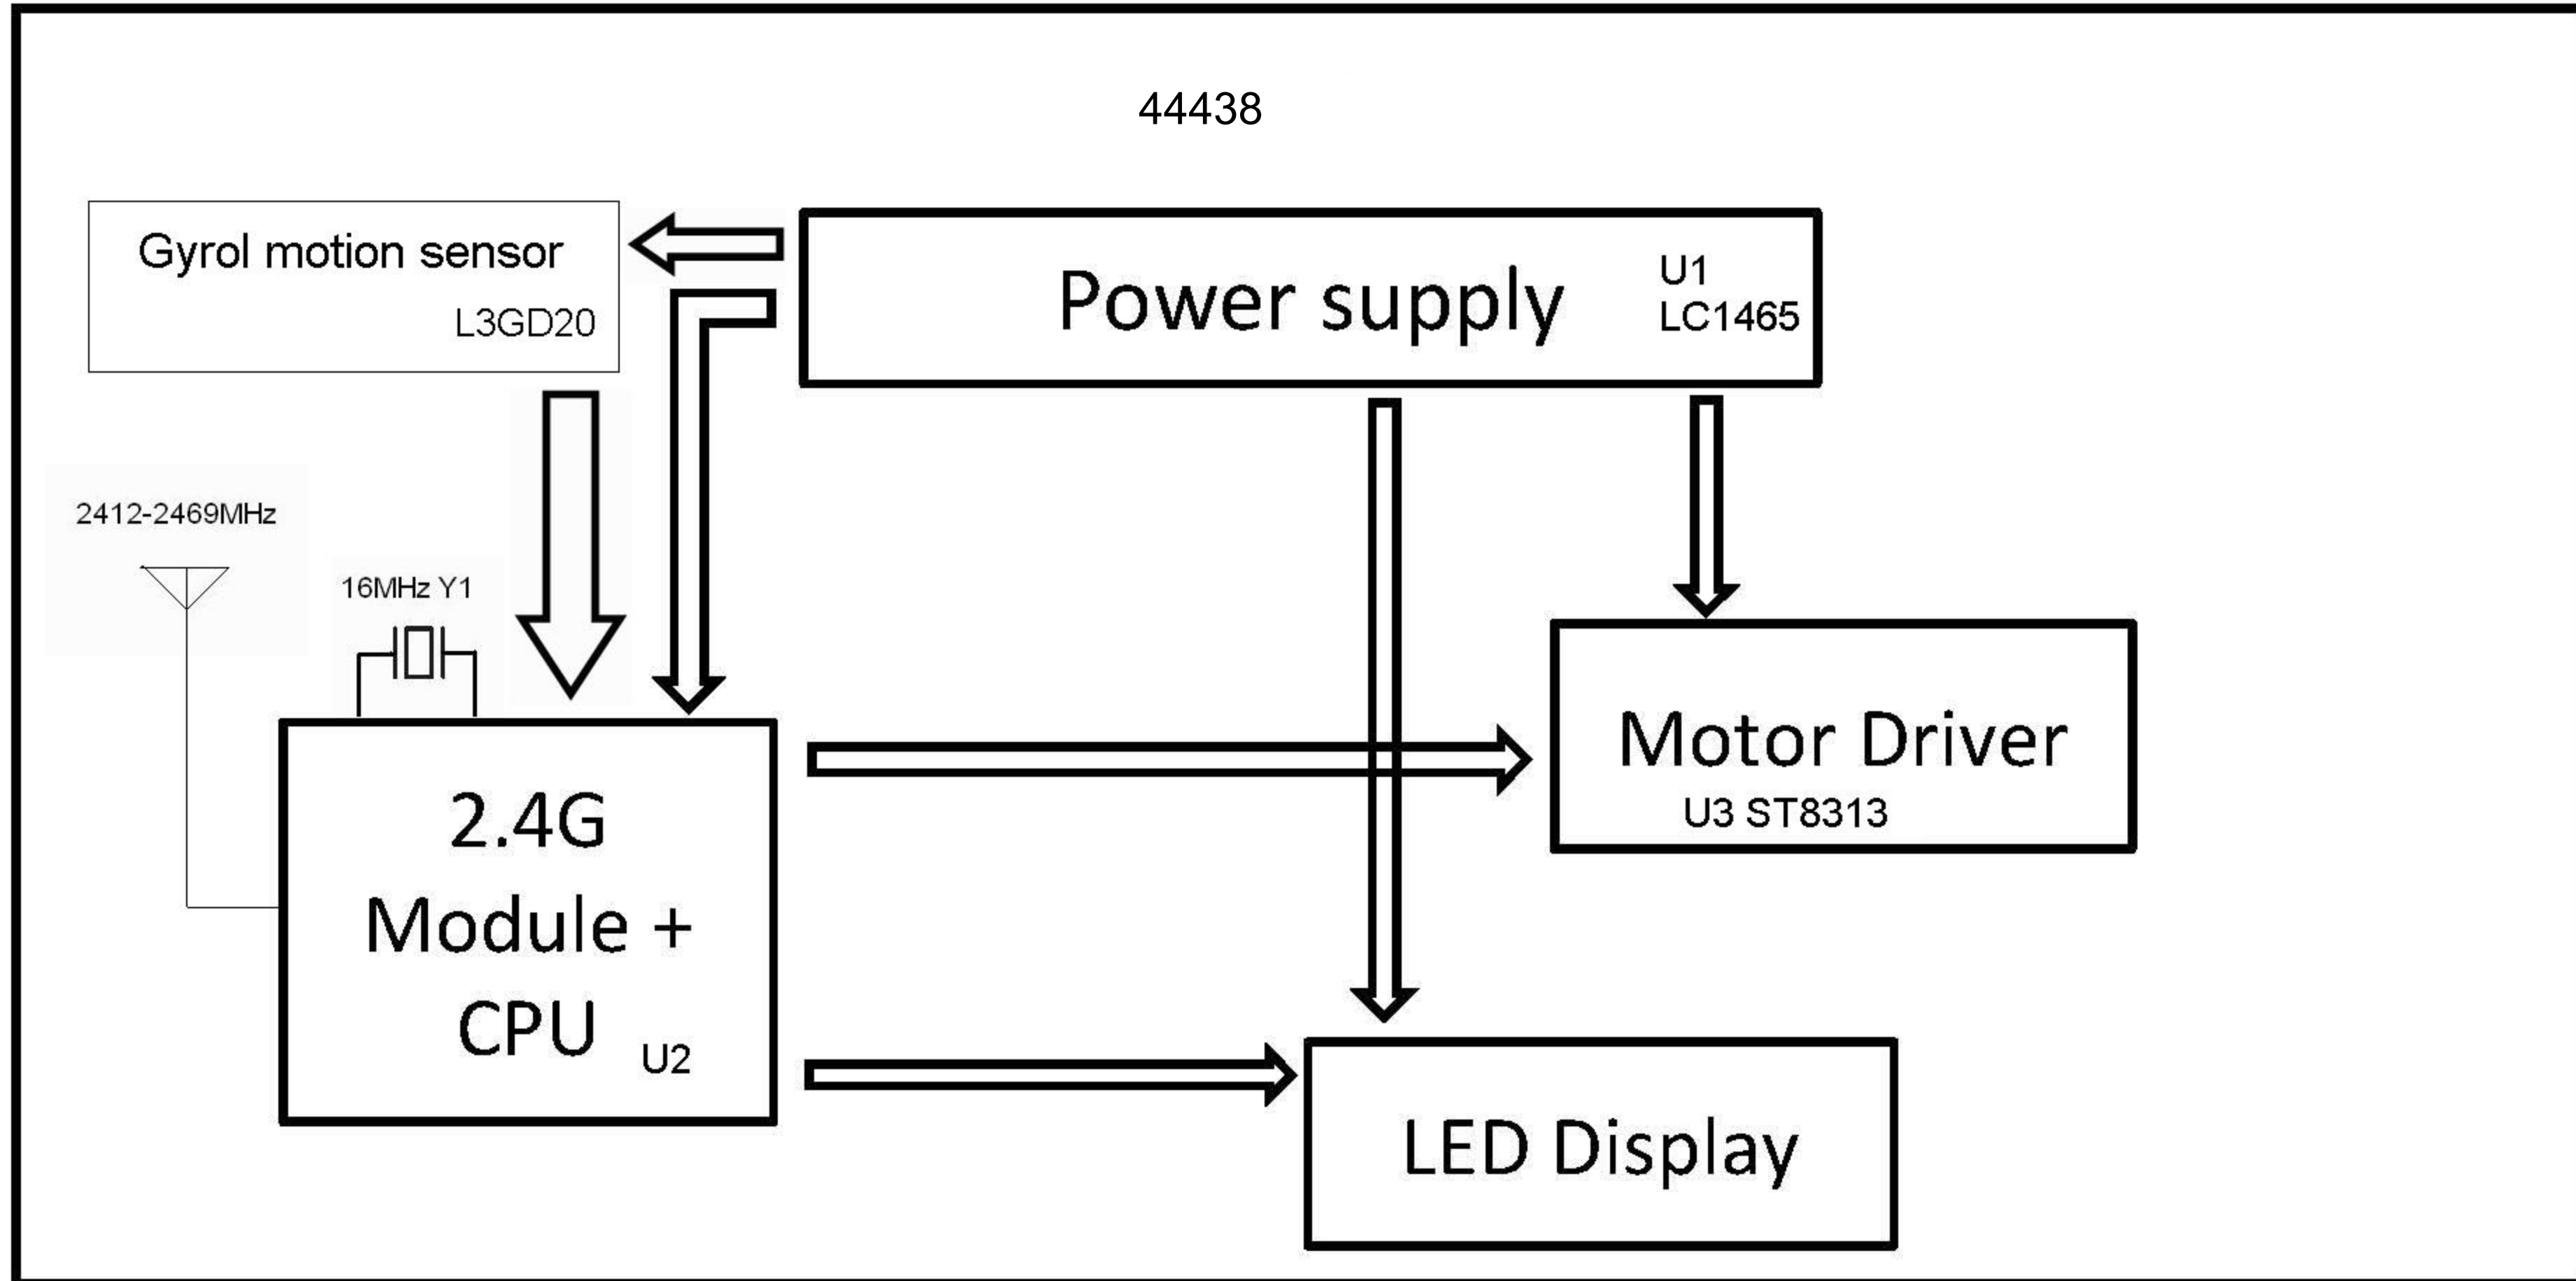 44438
Gyrol motion sensor
L3GD20
Power supply
U1
LC1465
2412-2469MHz
16MHz Y1
2.4G
Module +
CPU
U2
Motor Driver
U3 ST8313
LED Display